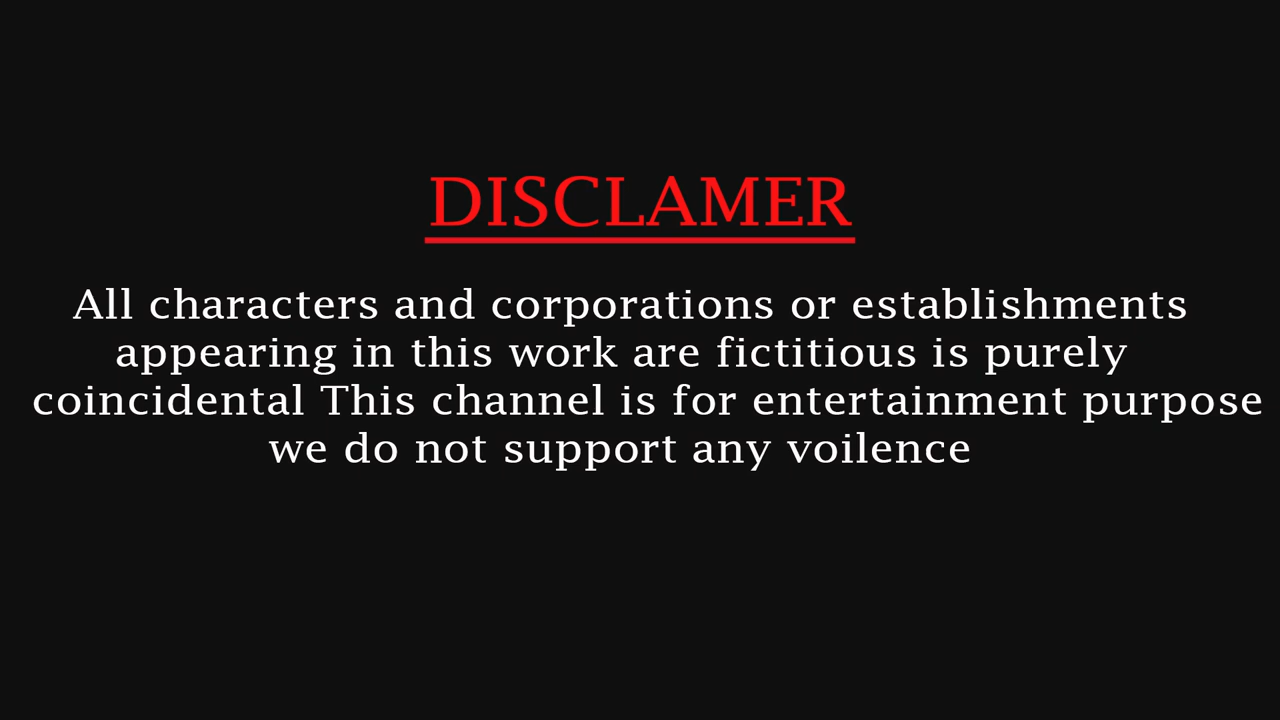 DISCLAMER
All characters and corporations or establishments
appearing in this work are fictitious is purely
coincidental This channel is for entertainment purpose
we do not support any voilence